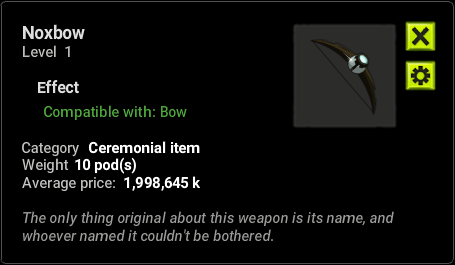 Noxbow
Level 1
Effect
Compatible with: Bow
Category Ceremonial item
Weight 10 pod(s)
Average price: 1,998,645 k
The only thing original about this weapon is its name, and
whoever named it couldn't be bothered.